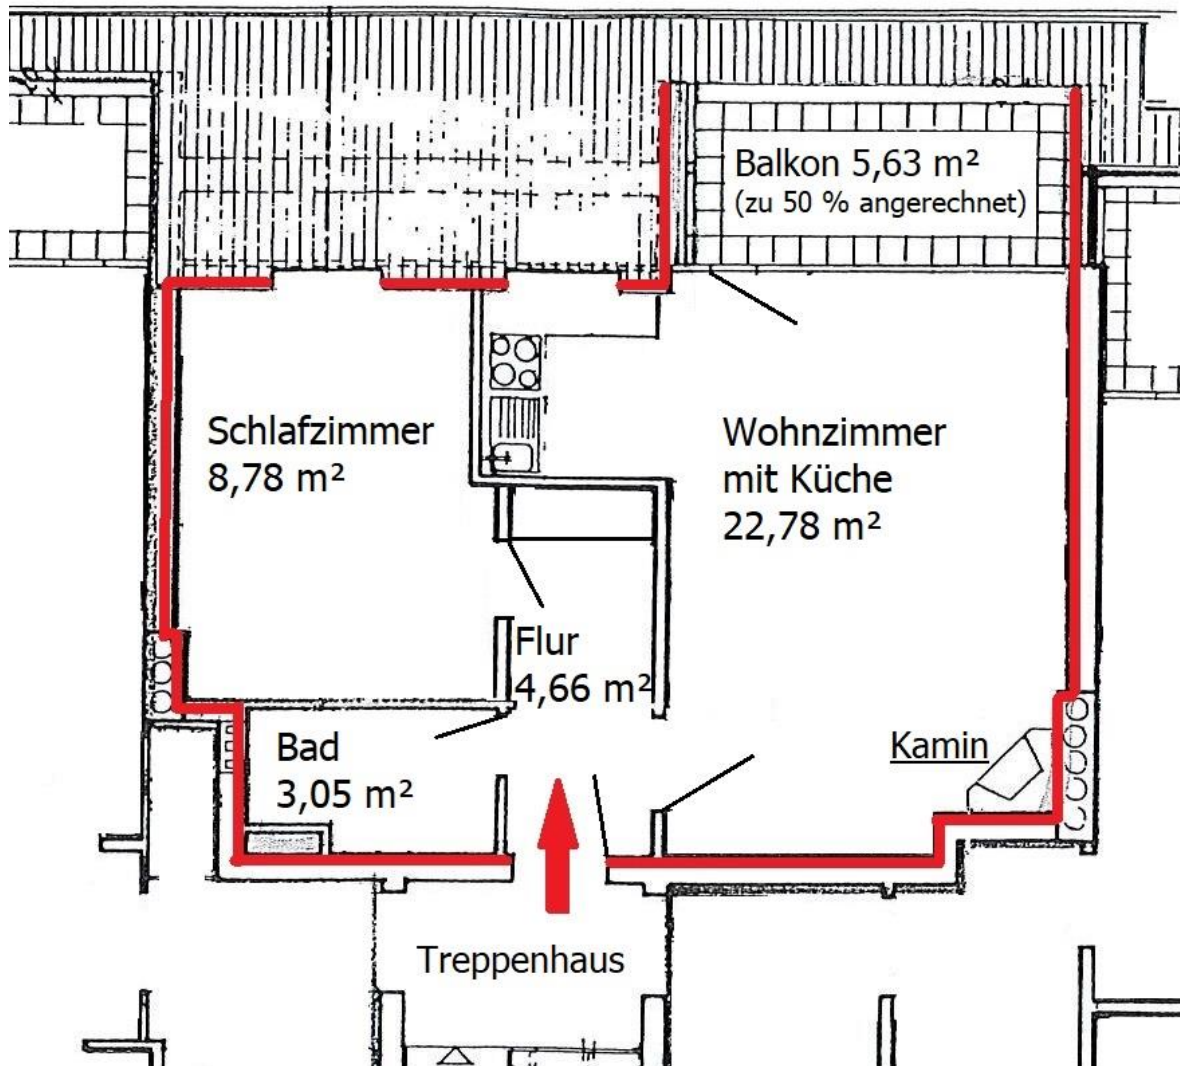 Balkon 5,63 m²
(zu 50 % angerechnet)
Schlafzimmer
8,78 m²
Wohnzimmer
mit Küche
22,78 m²
Flur
4,66 m²
Bad
3,05 m²
Kamin
Treppenhaus